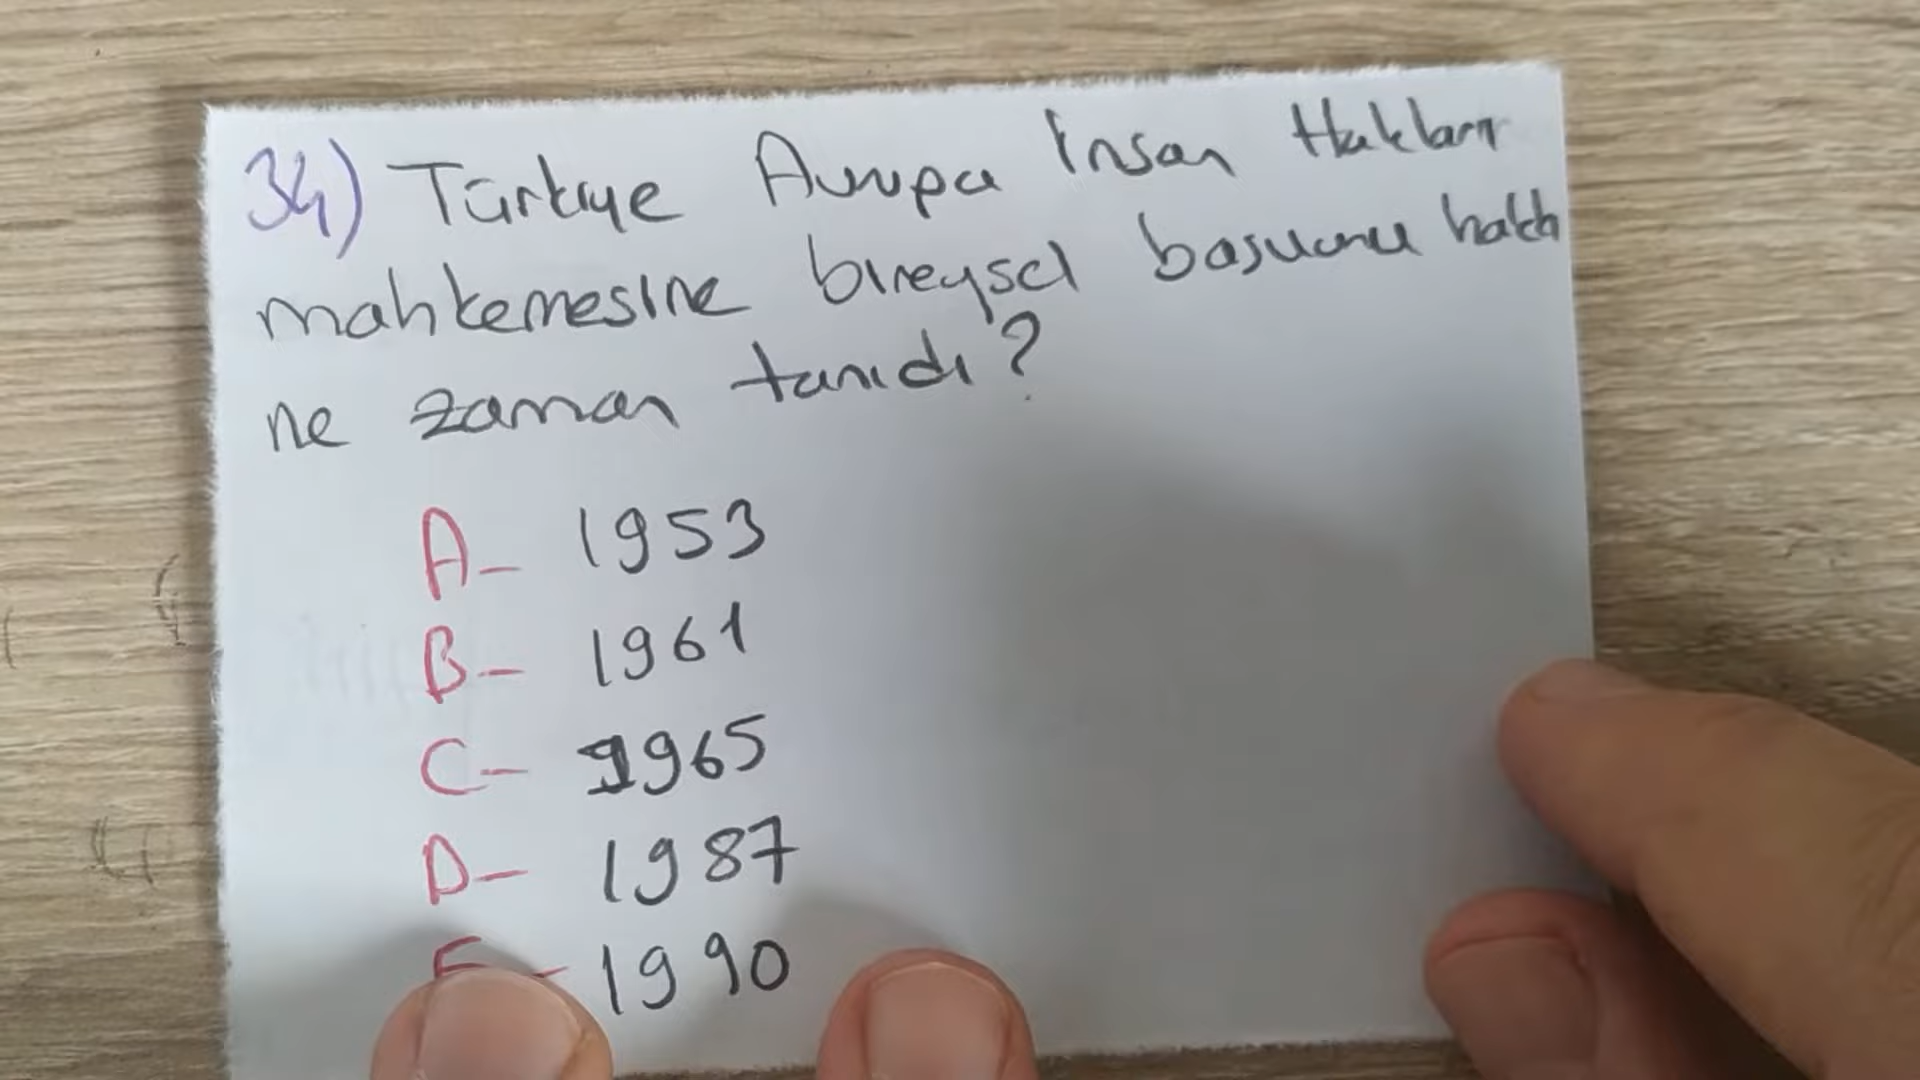 34) Türkiye Avrupa İnsan Hakları
mahkemesine bireysel başvuru hakkı
ne zaman tanıdı?
A- 1953
B- 1961
C- 1965
D- 1987
E- 1990